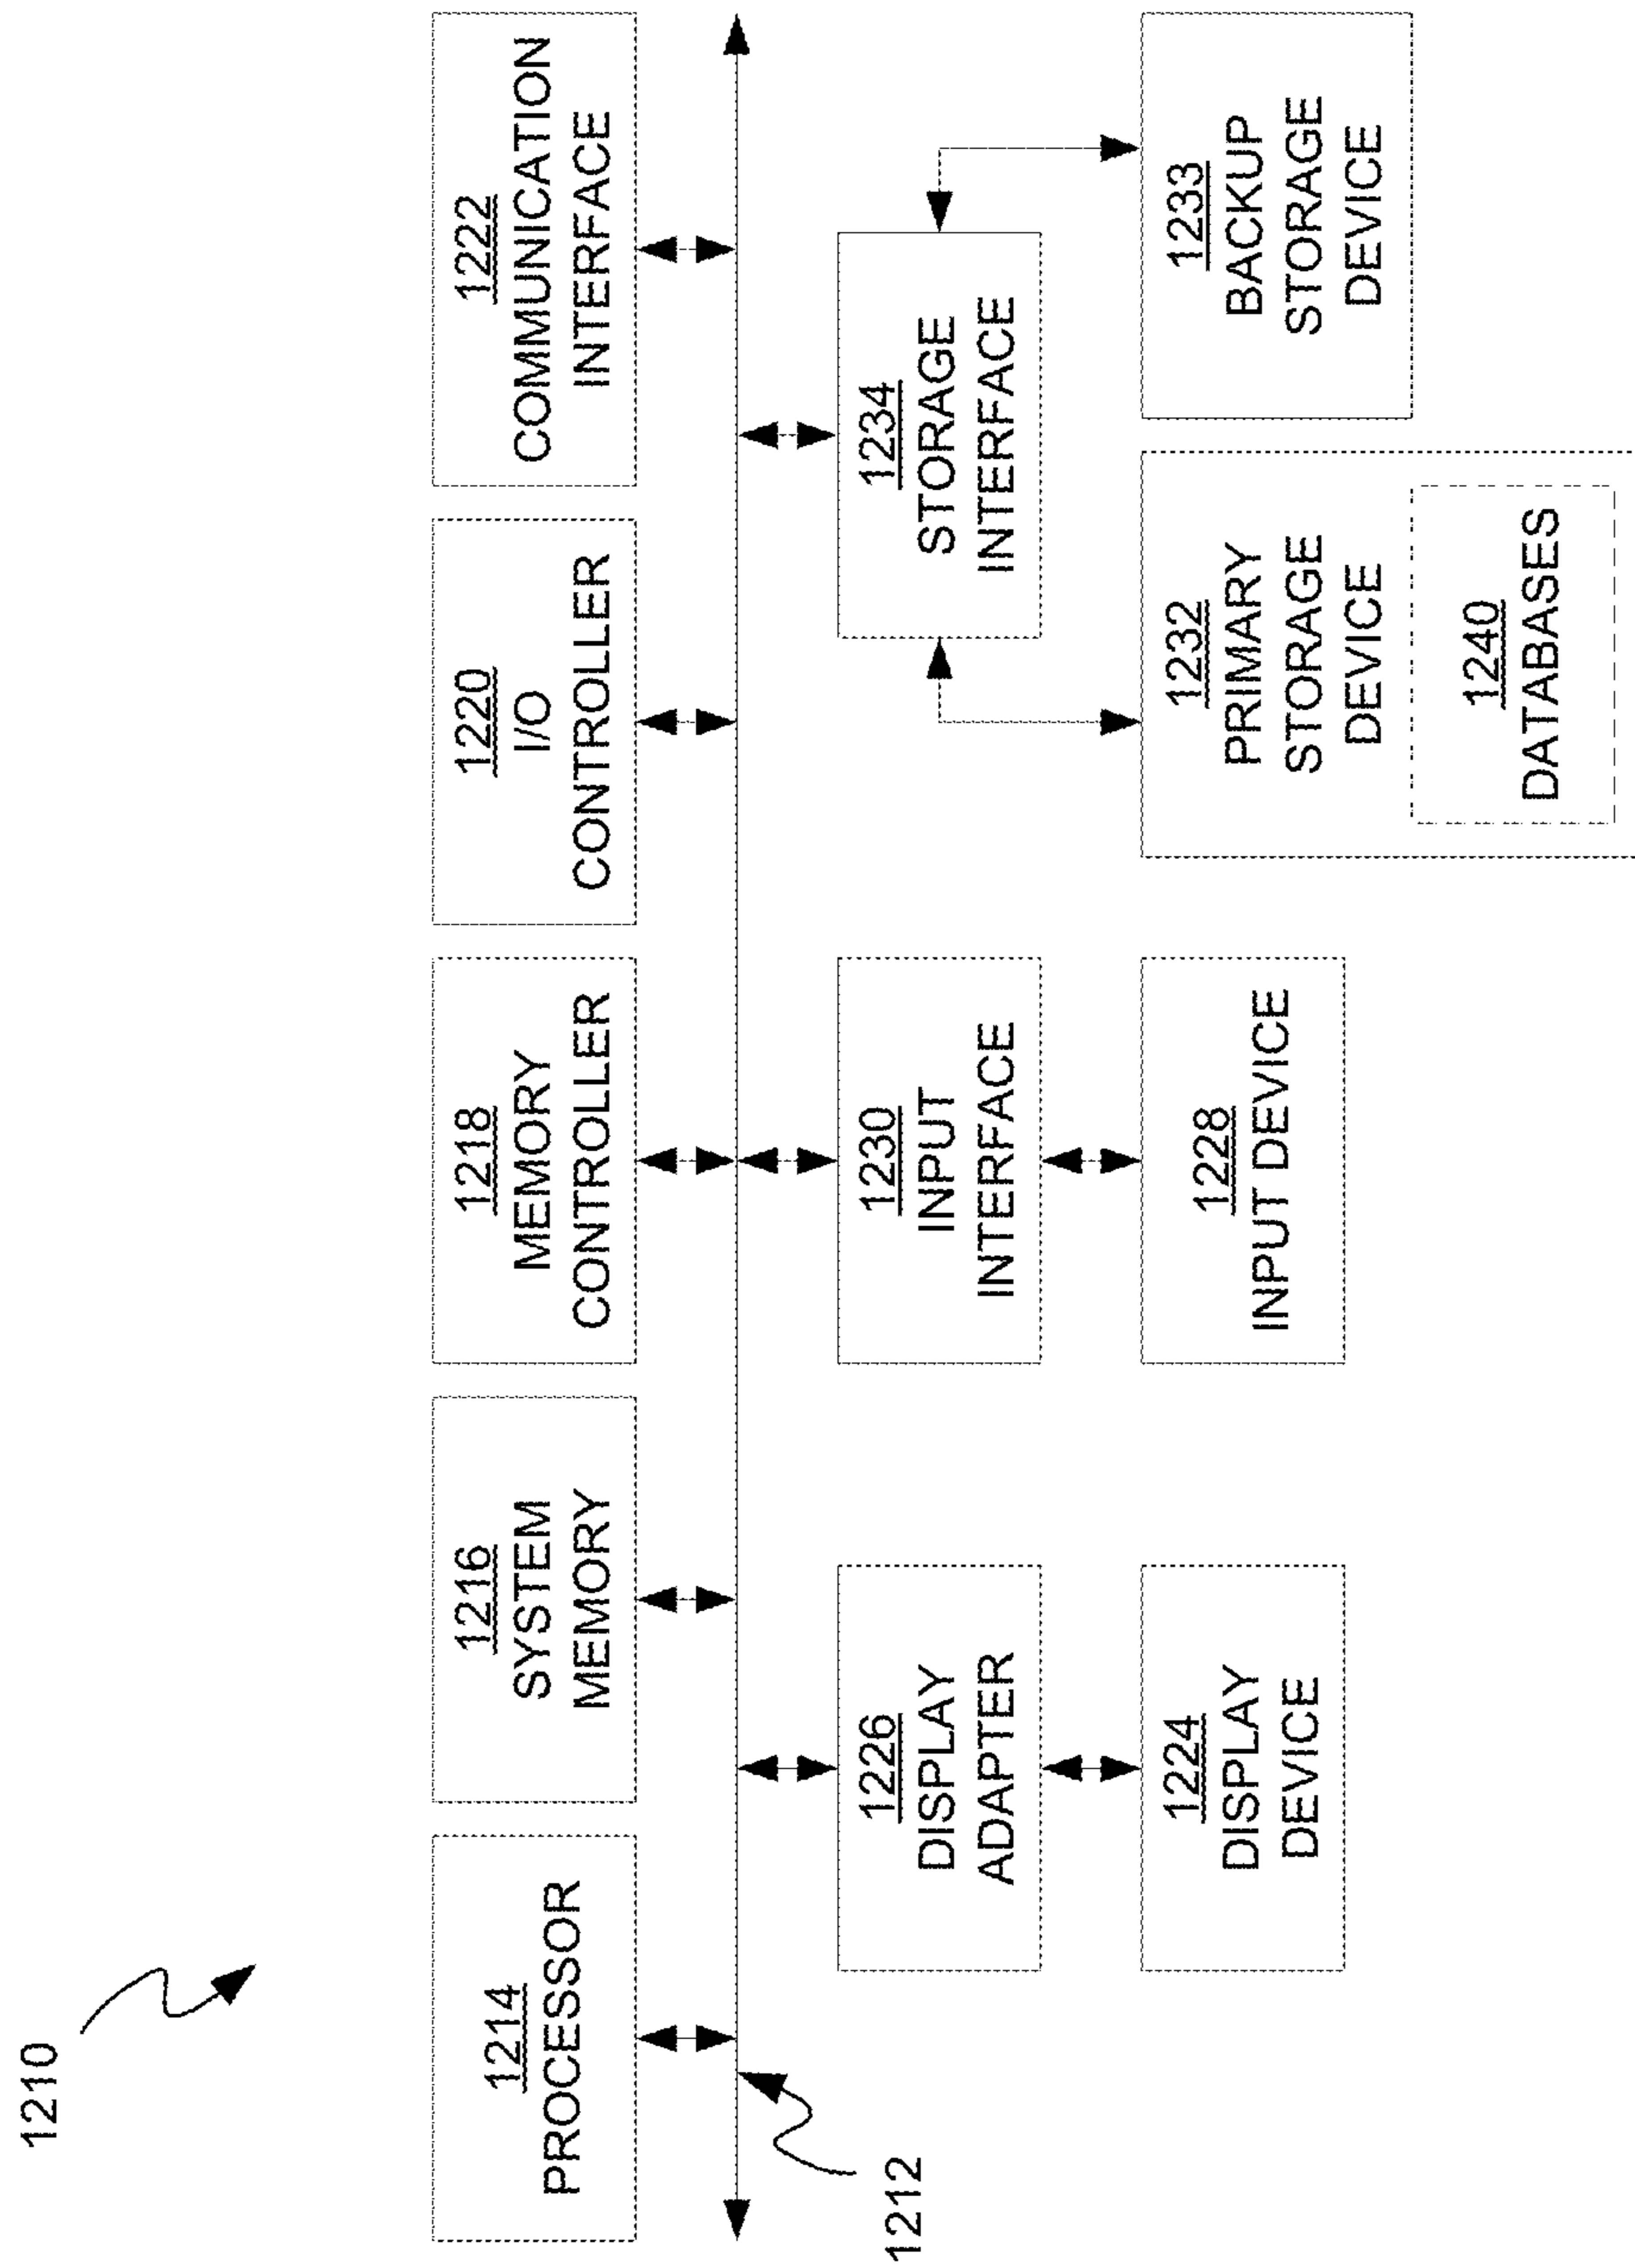 1210
1214
PROCESSOR
1216
SYSTEM
MEMORY
1218
MEMORY
CONTROLLER
1220
I/O
CONTROLLER
1222
COMMUNICATION
INTERFACE
1212
1226
DISPLAY
ADAPTER
1230
INPUT
INTERFACE
1234
STORAGE
INTERFACE
1224
DISPLAY
DEVICE
1228
INPUT DEVICE
1232
PRIMARY
STORAGE
DEVICE
1240
DATABASES
1233
BACKUP
STORAGE
DEVICE